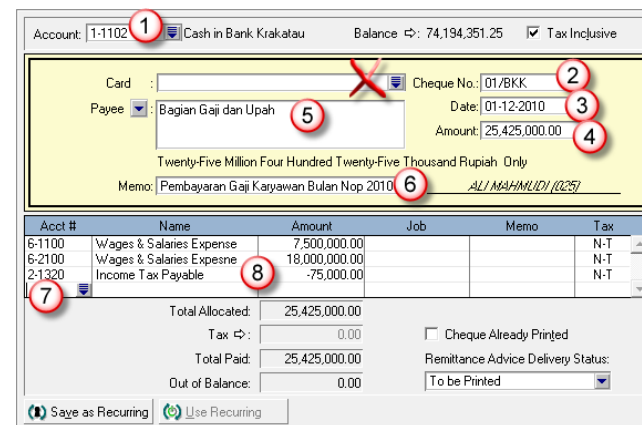 Account: 1-1102 1 Cash in Bank Krakatau Balance ⇨: 74,194,351.25 Tax Inclusive
Card : Cheque No.: 01/BKK 2
Payee : Bagian Gaji dan Upah 5 Date: 01-12-2010 3
Amount: 25,425,000.00 4
Twenty-Five Million Four Hundred Twenty-Five Thousand Rupiah Only
Memo: Pembayaran Gaji Karyawan Bulan Nop 2010 6 ALI MAHMUDI (025)
Acct # Name Amount Job Memo Tax
6-1100 Wages & Salaries Expense 7,500,000.00 N-T
6-2100 Wages & Salaries Expesne 18,000,000.00 N-T
2-1320 Income Tax Payable 8 -75,000.00 N-T
7
Total Allocated: 25,425,000.00
Tax ⇨: 0.00 Cheque Already Printed
Total Paid: 25,425,000.00 Remittance Advice Delivery Status:
Out of Balance: 0.00 To be Printed
Save as Recurring Use Recurring